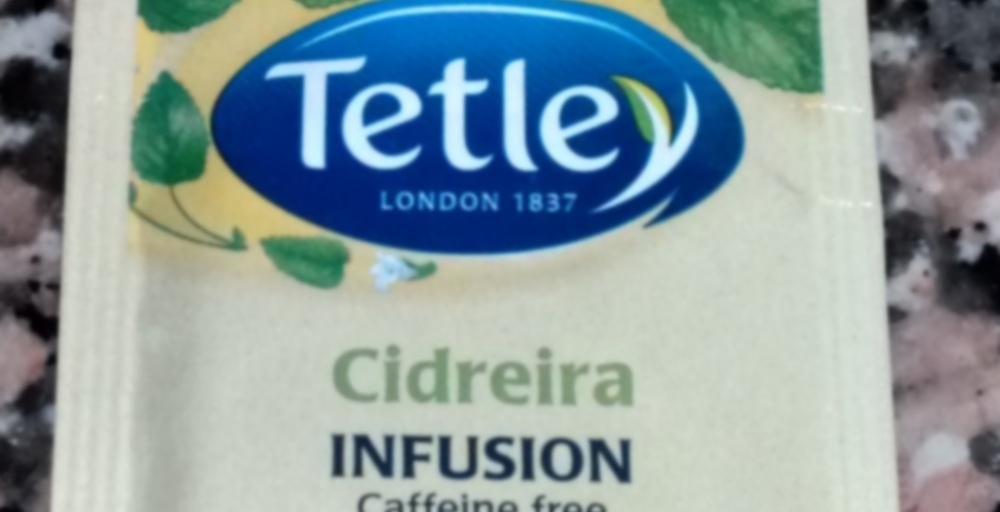 Tetley
LONDON 1837
Cidreira
INFUSION
Caffeine free